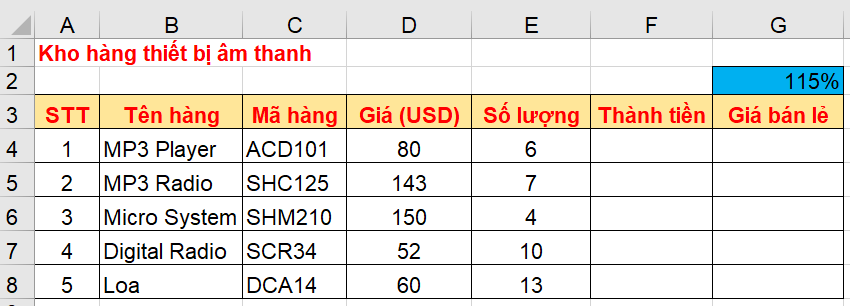 A B C D E F G
1 Kho hàng thiết bị âm thanh
2 115%
3 STT Tên hàng Mã hàng Giá (USD) Số lượng Thành tiền Giá bán lẻ
4 1 MP3 Player ACD101 80 6
5 2 MP3 Radio SHC125 143 7
6 3 Micro System SHM210 150 4
7 4 Digital Radio SCR34 52 10
8 5 Loa DCA14 60 13